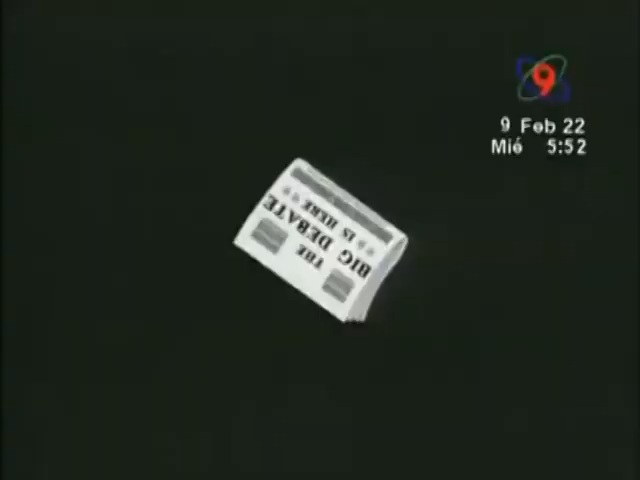 9
9 Feb 22
Mié 5:52
THE
BIG DEBATE
IS HERE